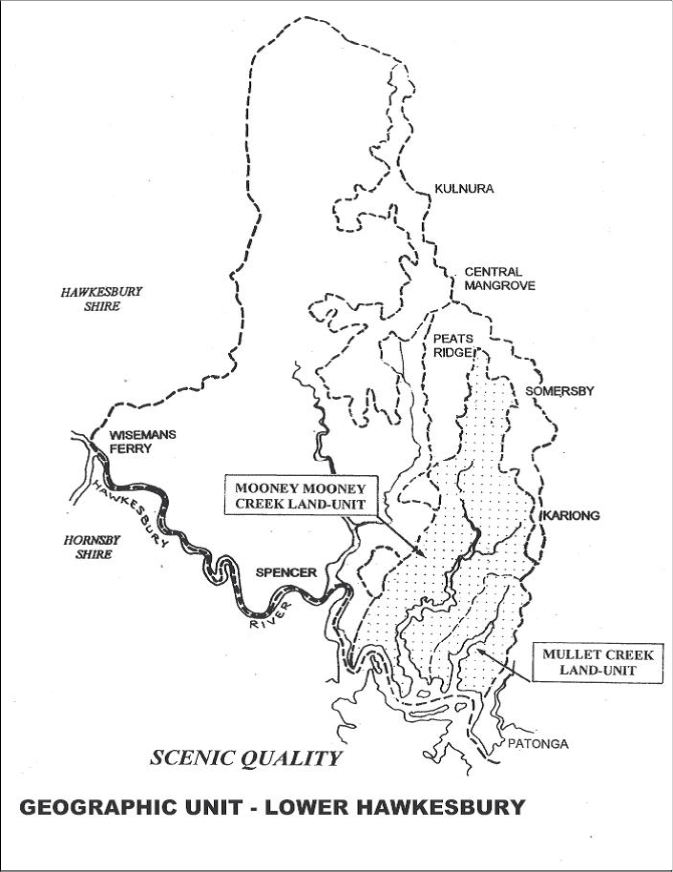 KULNURA
CENTRAL
MANGROVE
HAWKESBURY
SHIRE
PEATS
RIDGE
SOMERSBY
WISEMANS
FERRY
MOONEY MOONEY
CREEK LAND-UNIT
HAWKESBURY
KARIONG
HORNSBY
SHIRE
SPENCER
RIVER
MULLET CREEK
LAND-UNIT
PATONGA
SCENIC QUALITY
GEOGRAPHIC UNIT - LOWER HAWKESBURY